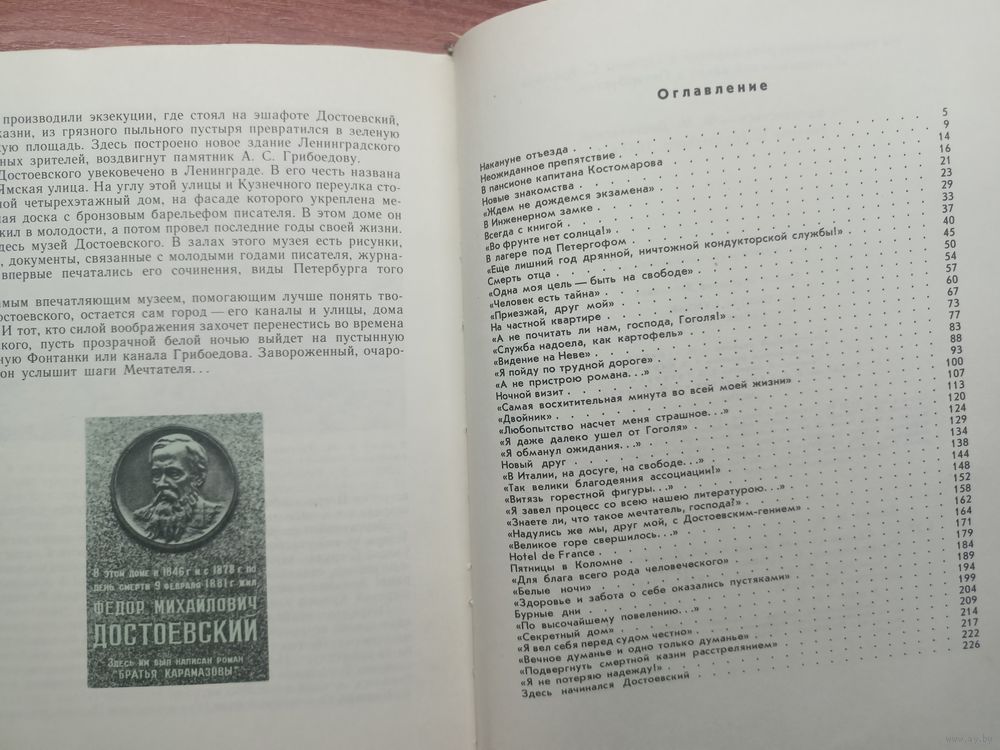 производили экзекуции, где стоял на эшафоте Достоевский,
казни, из грязного пыльного пустыря превратился в зеленую
кую площадь. Здесь построено новое здание Ленинградского
ных зрителей, воздвигнут памятник А. С. Грибоедову.
Достоевского увековечено в Ленинграде. В его честь названа
Ямская улица. На углу этой улицы и Кузнечного переулка сто-
ной четырехэтажный дом, на фасаде которого укреплена ме-
ная доска с бронзовым барельефом писателя. В этом доме он
жил в молодости, а потом провел последние годы своей жизни.
десь музей Достоевского. В залах этого музея есть рисунки,
, документы, связанные с молодыми годами писателя, журна-
впервые печатались его сочинения, виды Петербурга того
амым впечатляющим музеем, помогающим лучше понять тво-
остоевского, остается сам город — его каналы и улицы, дома
И тот, кто силой воображения захочет перенестись во времена
кого, пусть прозрачной белой ночью выйдет на пустынную
ную Фонтанки или канала Грибоедова. Завороженный, очаро-
он услышит шаги Мечтателя...
В этом доме в 1846 г и с 1878 г по
день смерти 9 февраля 1881 г жил
ФЕДОР МИХАЙЛОВИЧ
ДОСТОЕВСКИЙ
Здесь им был написан роман
"БРАТЬЯ КАРАМАЗОВЫ"
Оглавление
Накануне отъезда 5
Неожиданное препятствие 9
В пансионе капитана Костомарова 14
Новые знакомства 16
«Ждем не дождемся экзамена» 21
В Инженерном замке 23
Всегда с книгой 29
«Во фрунте нет солнца!» 33
В лагере под Петергофом 37
«Еще лишний год дрянной, ничтожной кондукторской службы!» 40
Смерть отца 45
«Одна моя цель — быть на свободе» 50
«Человек есть тайна» 54
«Приезжай, друг мой» 57
На частной квартире 60
«А не почитать ли нам, господа, Гоголя!» 67
«Служба надоела, как картофель» 73
«Видение на Неве» 77
«Я пойду по трудной дороге» 83
«А не пристрою романа...» 88
Ночной визит 93
«Самая восхитительная минута во всей моей жизни» 100
«Двойник» 107
«Любопытство насчет меня страшное...» 113
«Я даже далеко ушел от Гоголя» 120
«Я обманул ожидания...» 124
Новый друг 129
«В Италии, на досуге, на свободе...» 134
«Так велики благодеяния ассоциации!» 138
«Витязь горестной фигуры...» 144
«Я завел процесс со всею нашею литературою...» 148
«Знаете ли, что такое мечтатель, господа?» 152
«Надулись же мы, друг мой, с Достоевским-гением» 158
«Великое горе свершилось...» 162
Hotel de France 164
Пятницы в Коломне 171
«Для блага всего рода человеческого» 179
«Белые ночи» 184
«Здоровье и забота о себе оказались пустяками» 189
Бурные дни 194
«По высочайшему повелению...» 199
«Секретный дом» 204
«Я вел себя перед судом честно» 209
«Вечное думанье и одно только думанье» 214
«Подвергнуть смертной казни расстрелянием» 217
«Я не потеряю надежду!» 222
Здесь начинался Достоевский 226
www.av.by